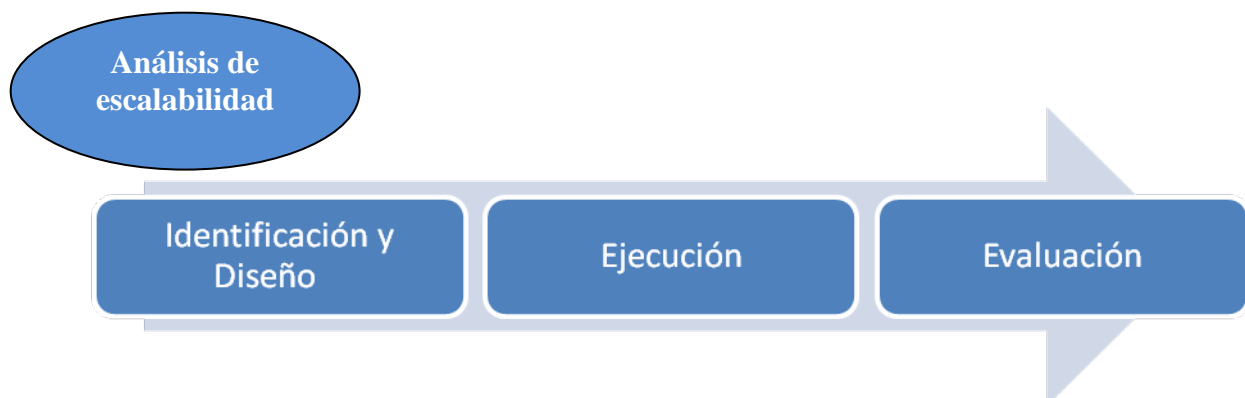 Análisis de
escalabilidad
Identificación y
Diseño
Ejecución
Evaluación